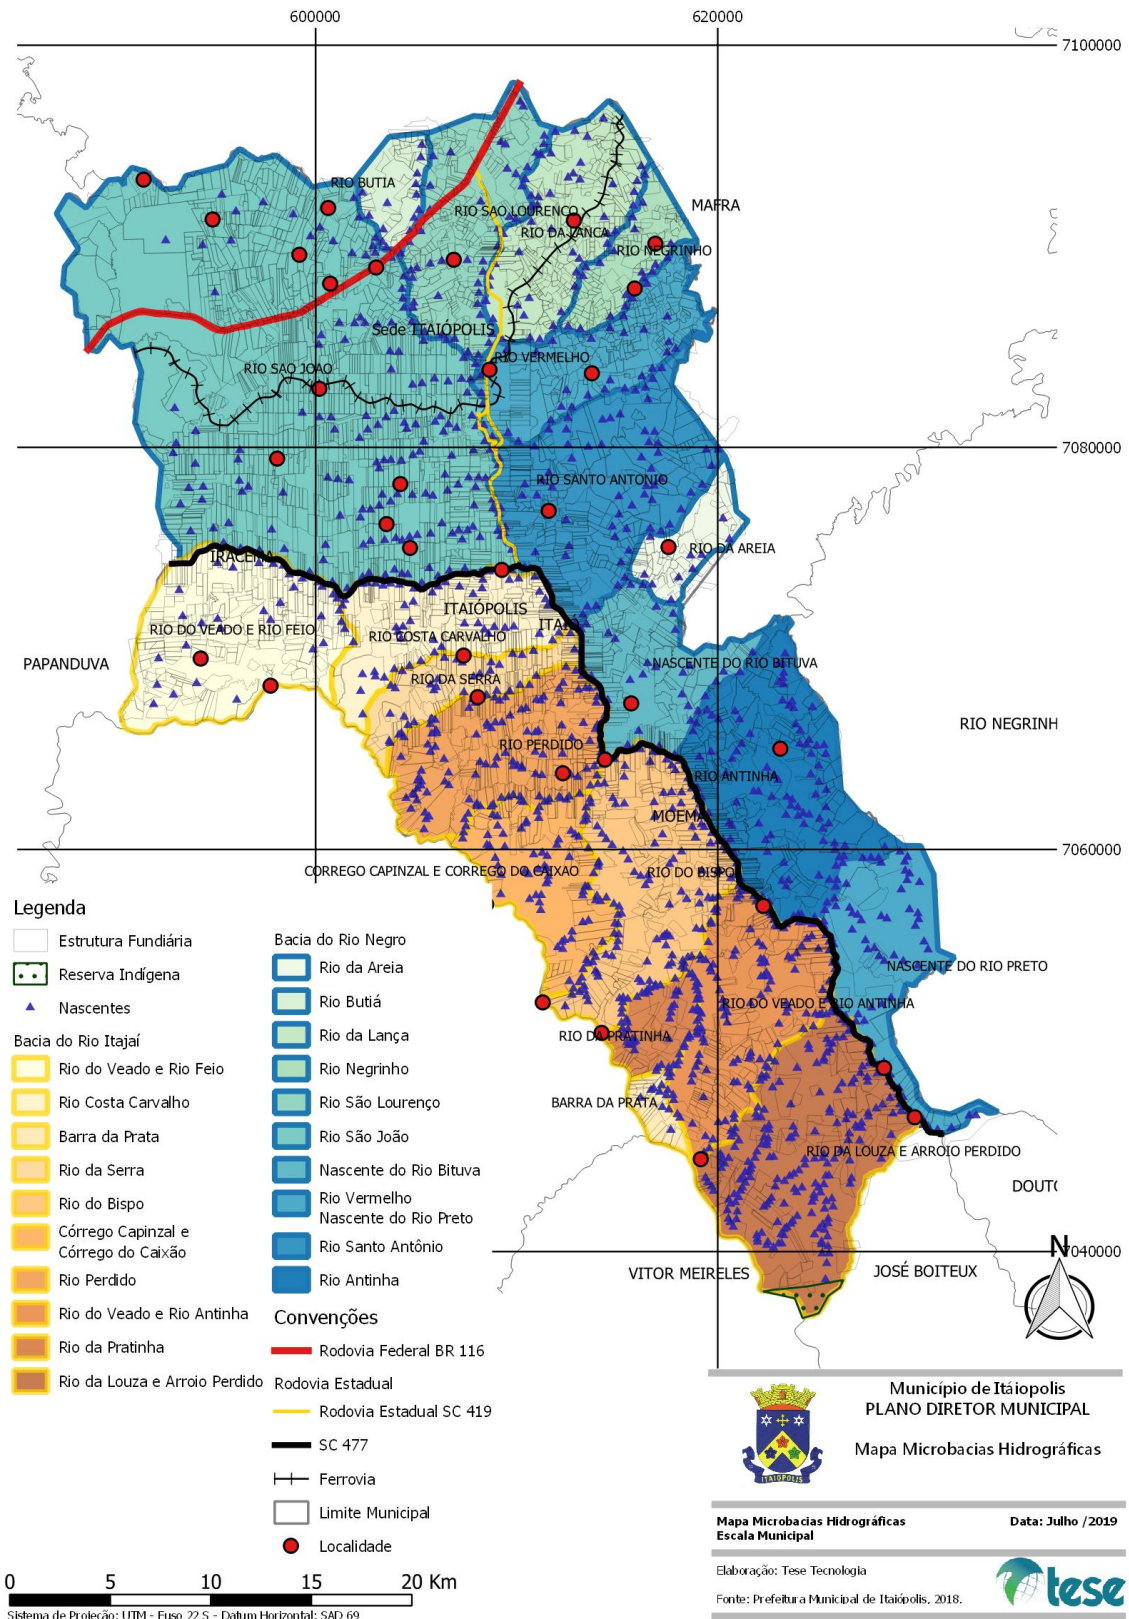 600000
620000
7100000
RIO BUTIA
MAFRA
RIO SAO LOURENCO
RIO DA LANCA
RIO NEGRINHO
Sede ITAIÓPOLIS
RIO VERMELHO
RIO SAO JOAO
7080000
RIO SANTO ANTONIO
RIO DA AREIA
IRACEMA
ITAIÓPOLIS
ITAIO
RIO DO VEADO E RIO FEIO
RIO COSTA CARVALHO
PAPANDUVA
NASCENTE DO RIO BITUVA
RIO DA SERRA
RIO NEGRINH
RIO PERDIDO
RIO ANTINHA
MOEMA
7060000
CORREGO CAPINZAL E CORREGO DO CAIXAO
RIO DO BISPO
NASCENTE DO RIO PRETO
RIO DO VEADO E RIO ANTINHA
RIO DA PRATINHA
BARRA DA PRATA
RIO DA LOUZA E ARROIO PERDIDO
DOUTO
7040000
VITOR MEIRELES
JOSÉ BOITEUX
N
Legenda
Estrutura Fundiária
Reserva Indígena
Nascentes
Bacia do Rio Itajaí
Rio do Veado e Rio Feio
Rio Costa Carvalho
Barra da Prata
Rio da Serra
Rio do Bispo
Córrego Capinzal e
Córrego do Caixão
Rio Perdido
Rio do Veado e Rio Antinha
Rio da Pratinha
Rio da Louza e Arroio Perdido
Bacia do Rio Negro
Rio da Areia
Rio Butiá
Rio da Lança
Rio Negrinho
Rio São Lourenço
Rio São João
Nascente do Rio Bituva
Rio Vermelho
Nascente do Rio Preto
Rio Santo Antônio
Rio Antinha
Convenções
Rodovia Federal BR 116
Rodovia Estadual
Rodovia Estadual SC 419
SC 477
Ferrovia
Limite Municipal
Localidade
0 5 10 15 20 Km
Sistema de Projeção: UTM - Fuso 22 S - Datum Horizontal: SAD 69
ITAIOPOLIS
Município de Itáiopolis
PLANO DIRETOR MUNICIPAL
Mapa Microbacias Hidrográficas
Mapa Microbacias Hidrográficas
Escala Municipal
Data: Julho /2019
Elaboração: Tese Tecnologia
Fonte: Prefeitura Municipal de Itaiópolis, 2018.
tese